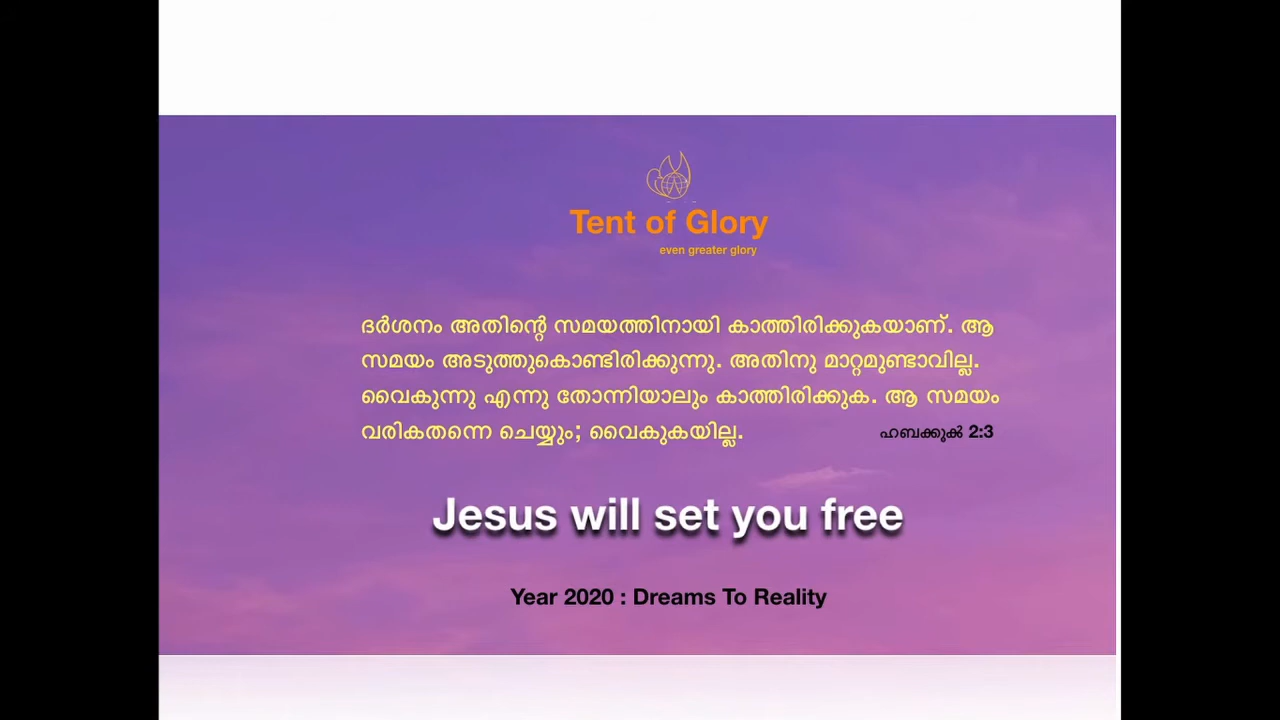 Tent of Glory
even greater glory
ദർശനം അതിന്റെ സമയത്തിനായി കാത്തിരിക്കുകയാണ്. ആ
സമയം അടുത്തുകൊണ്ടിരിക്കുന്നു. അതിനു മാറ്റമുണ്ടാവില്ല.
വൈകുന്നു എന്നു തോന്നിയാലും കാത്തിരിക്കുക. ആ സമയം
വരികതന്നെ ചെയ്യും; വൈകുകയില്ല. ഹബക്കൂക്‍ 2:3
Jesus will set you free
Year 2020 : Dreams To Reality